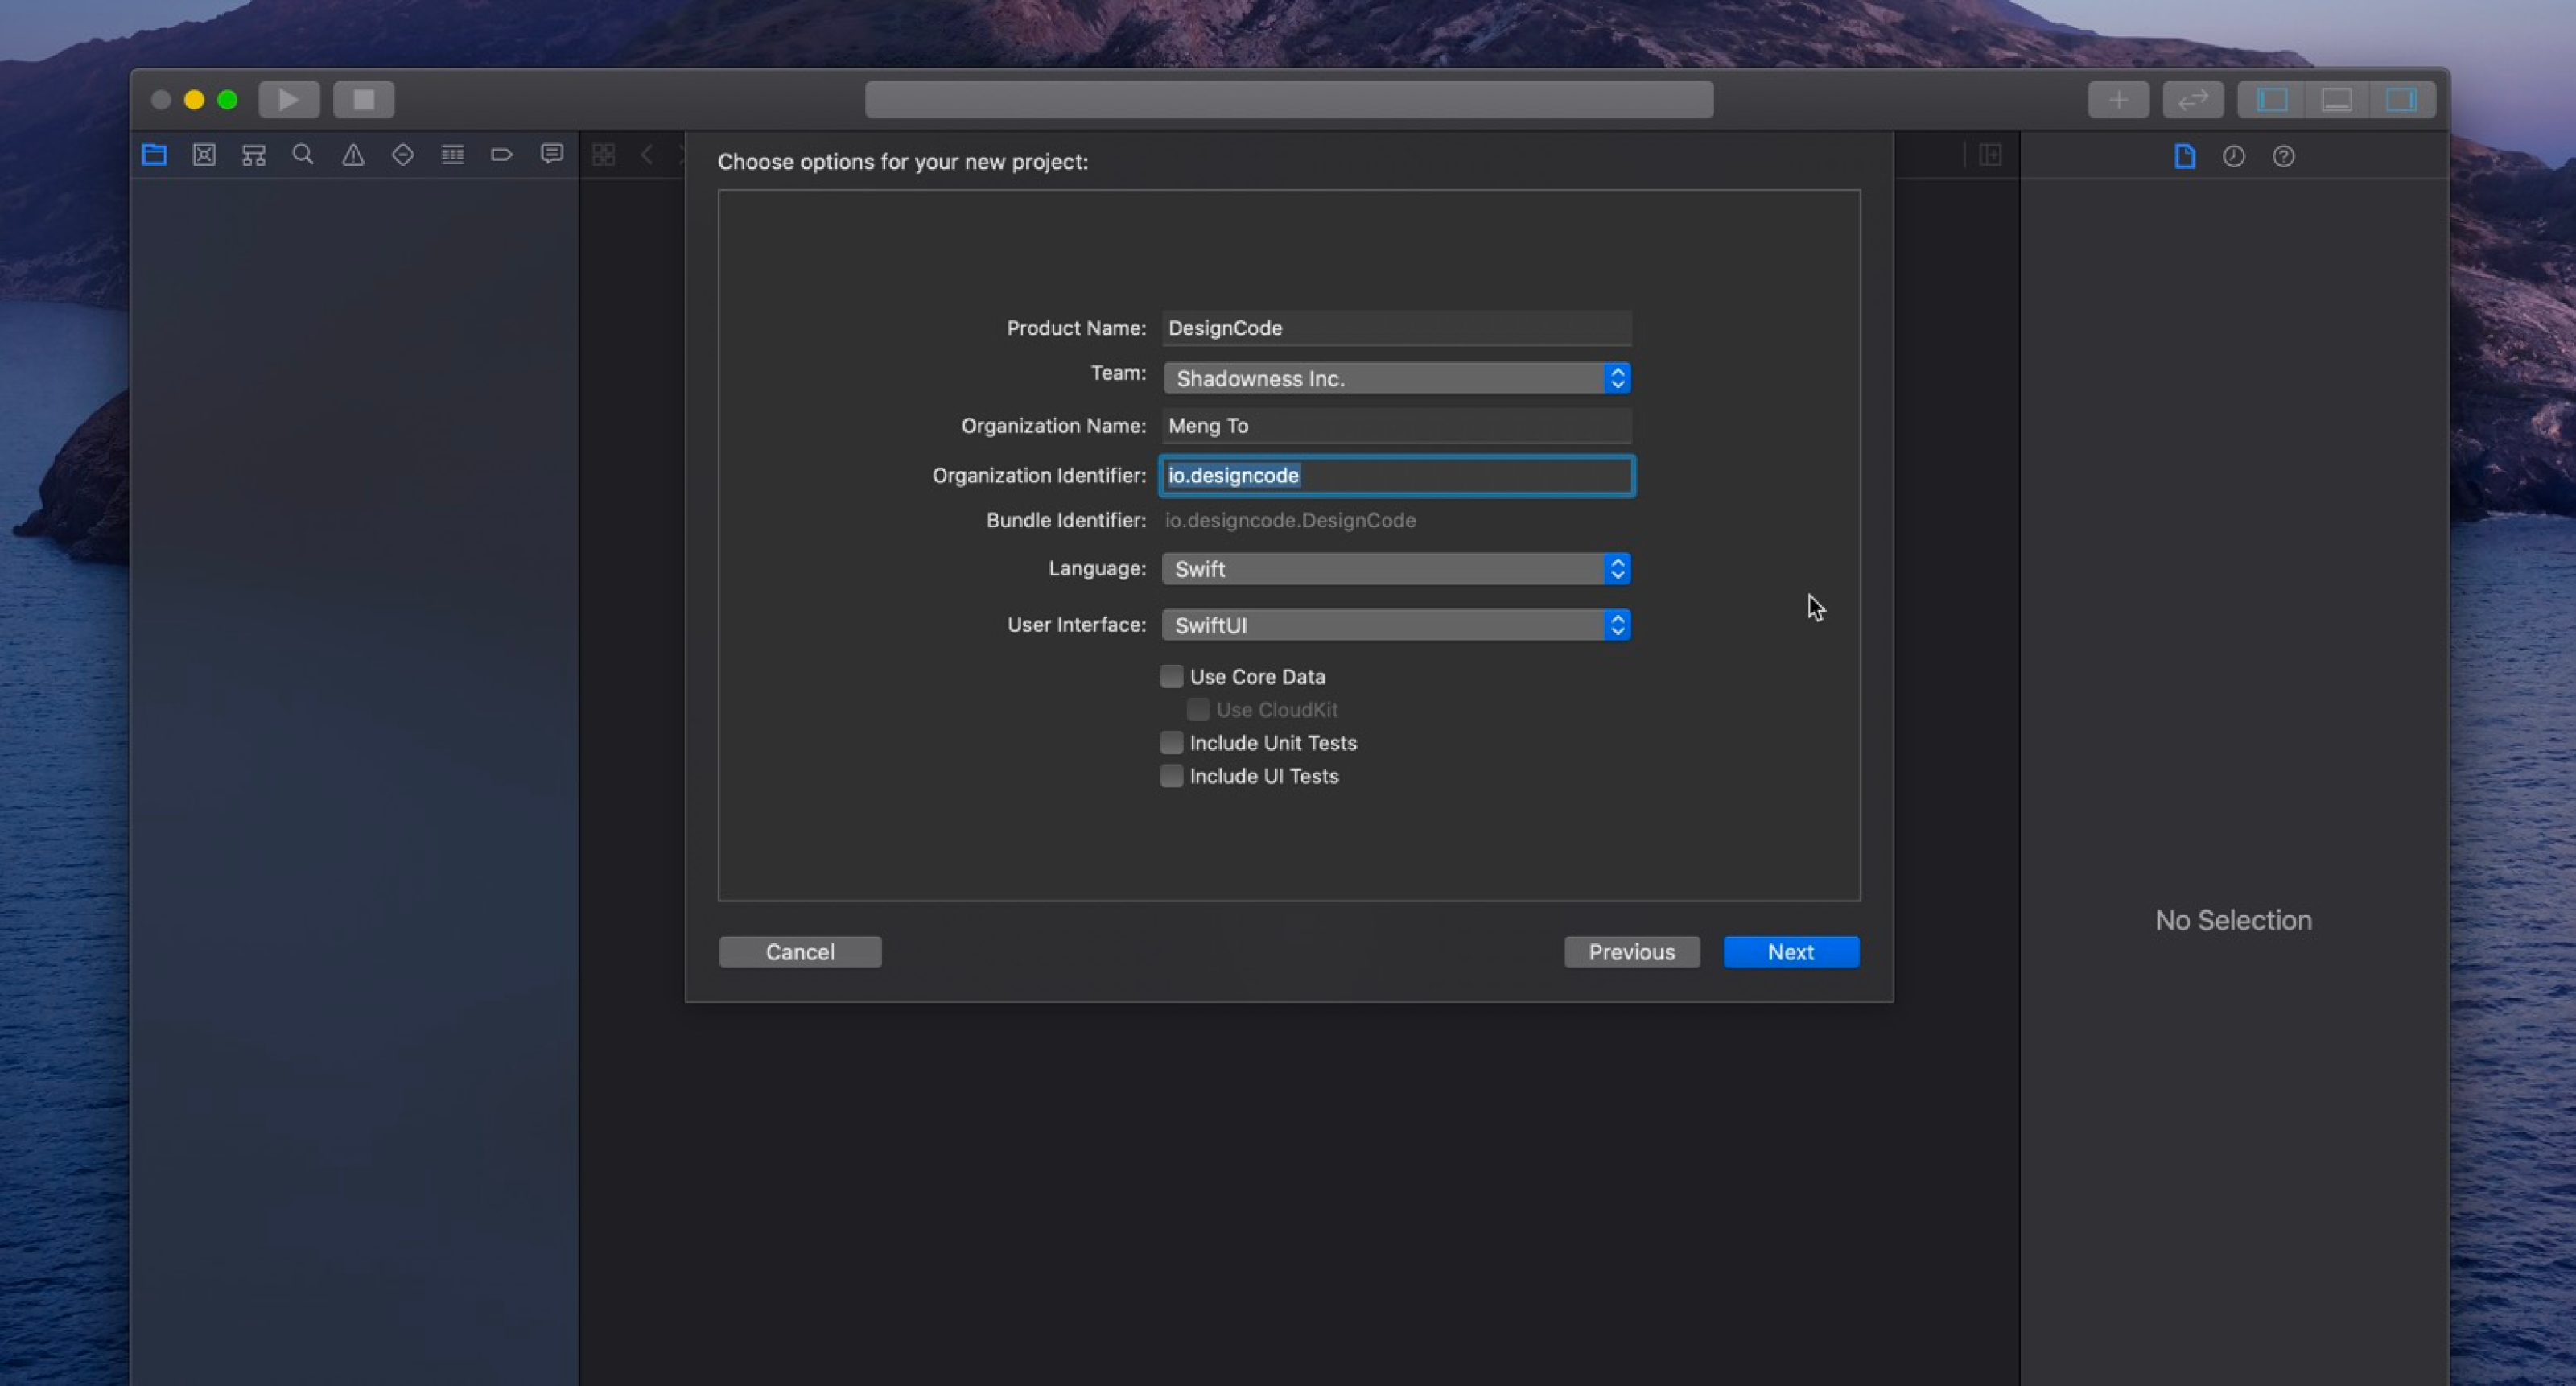 Choose options for your new project:
Product Name: DesignCode
Team: Shadowness Inc.
Organization Name: Meng To
Organization Identifier: io.designcode
Bundle Identifier: io.designcode.DesignCode
Language: Swift
User Interface: SwiftUI
Use Core Data
Use CloudKit
Include Unit Tests
Include UI Tests
No Selection
Cancel
Previous
Next